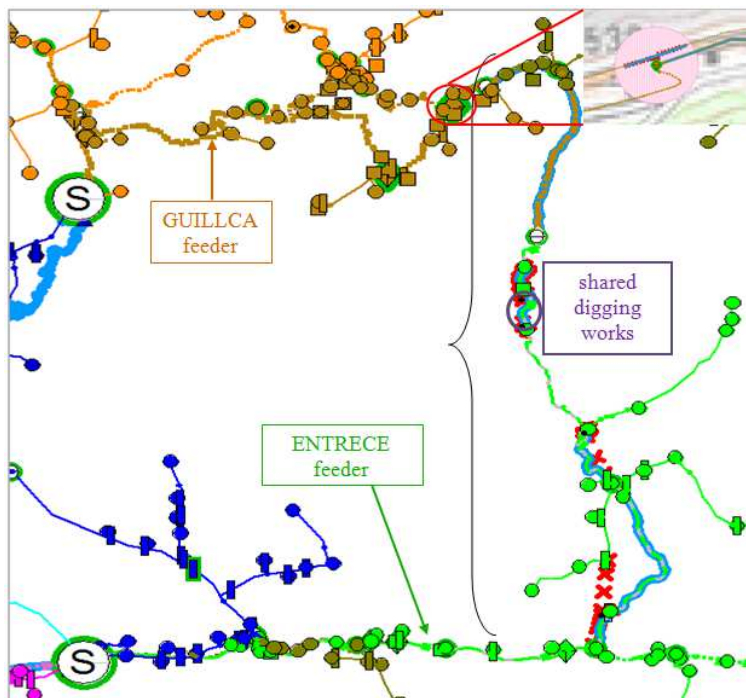 S
GUILLCA
feeder
shared
digging
works
ENTRECE
feeder
S